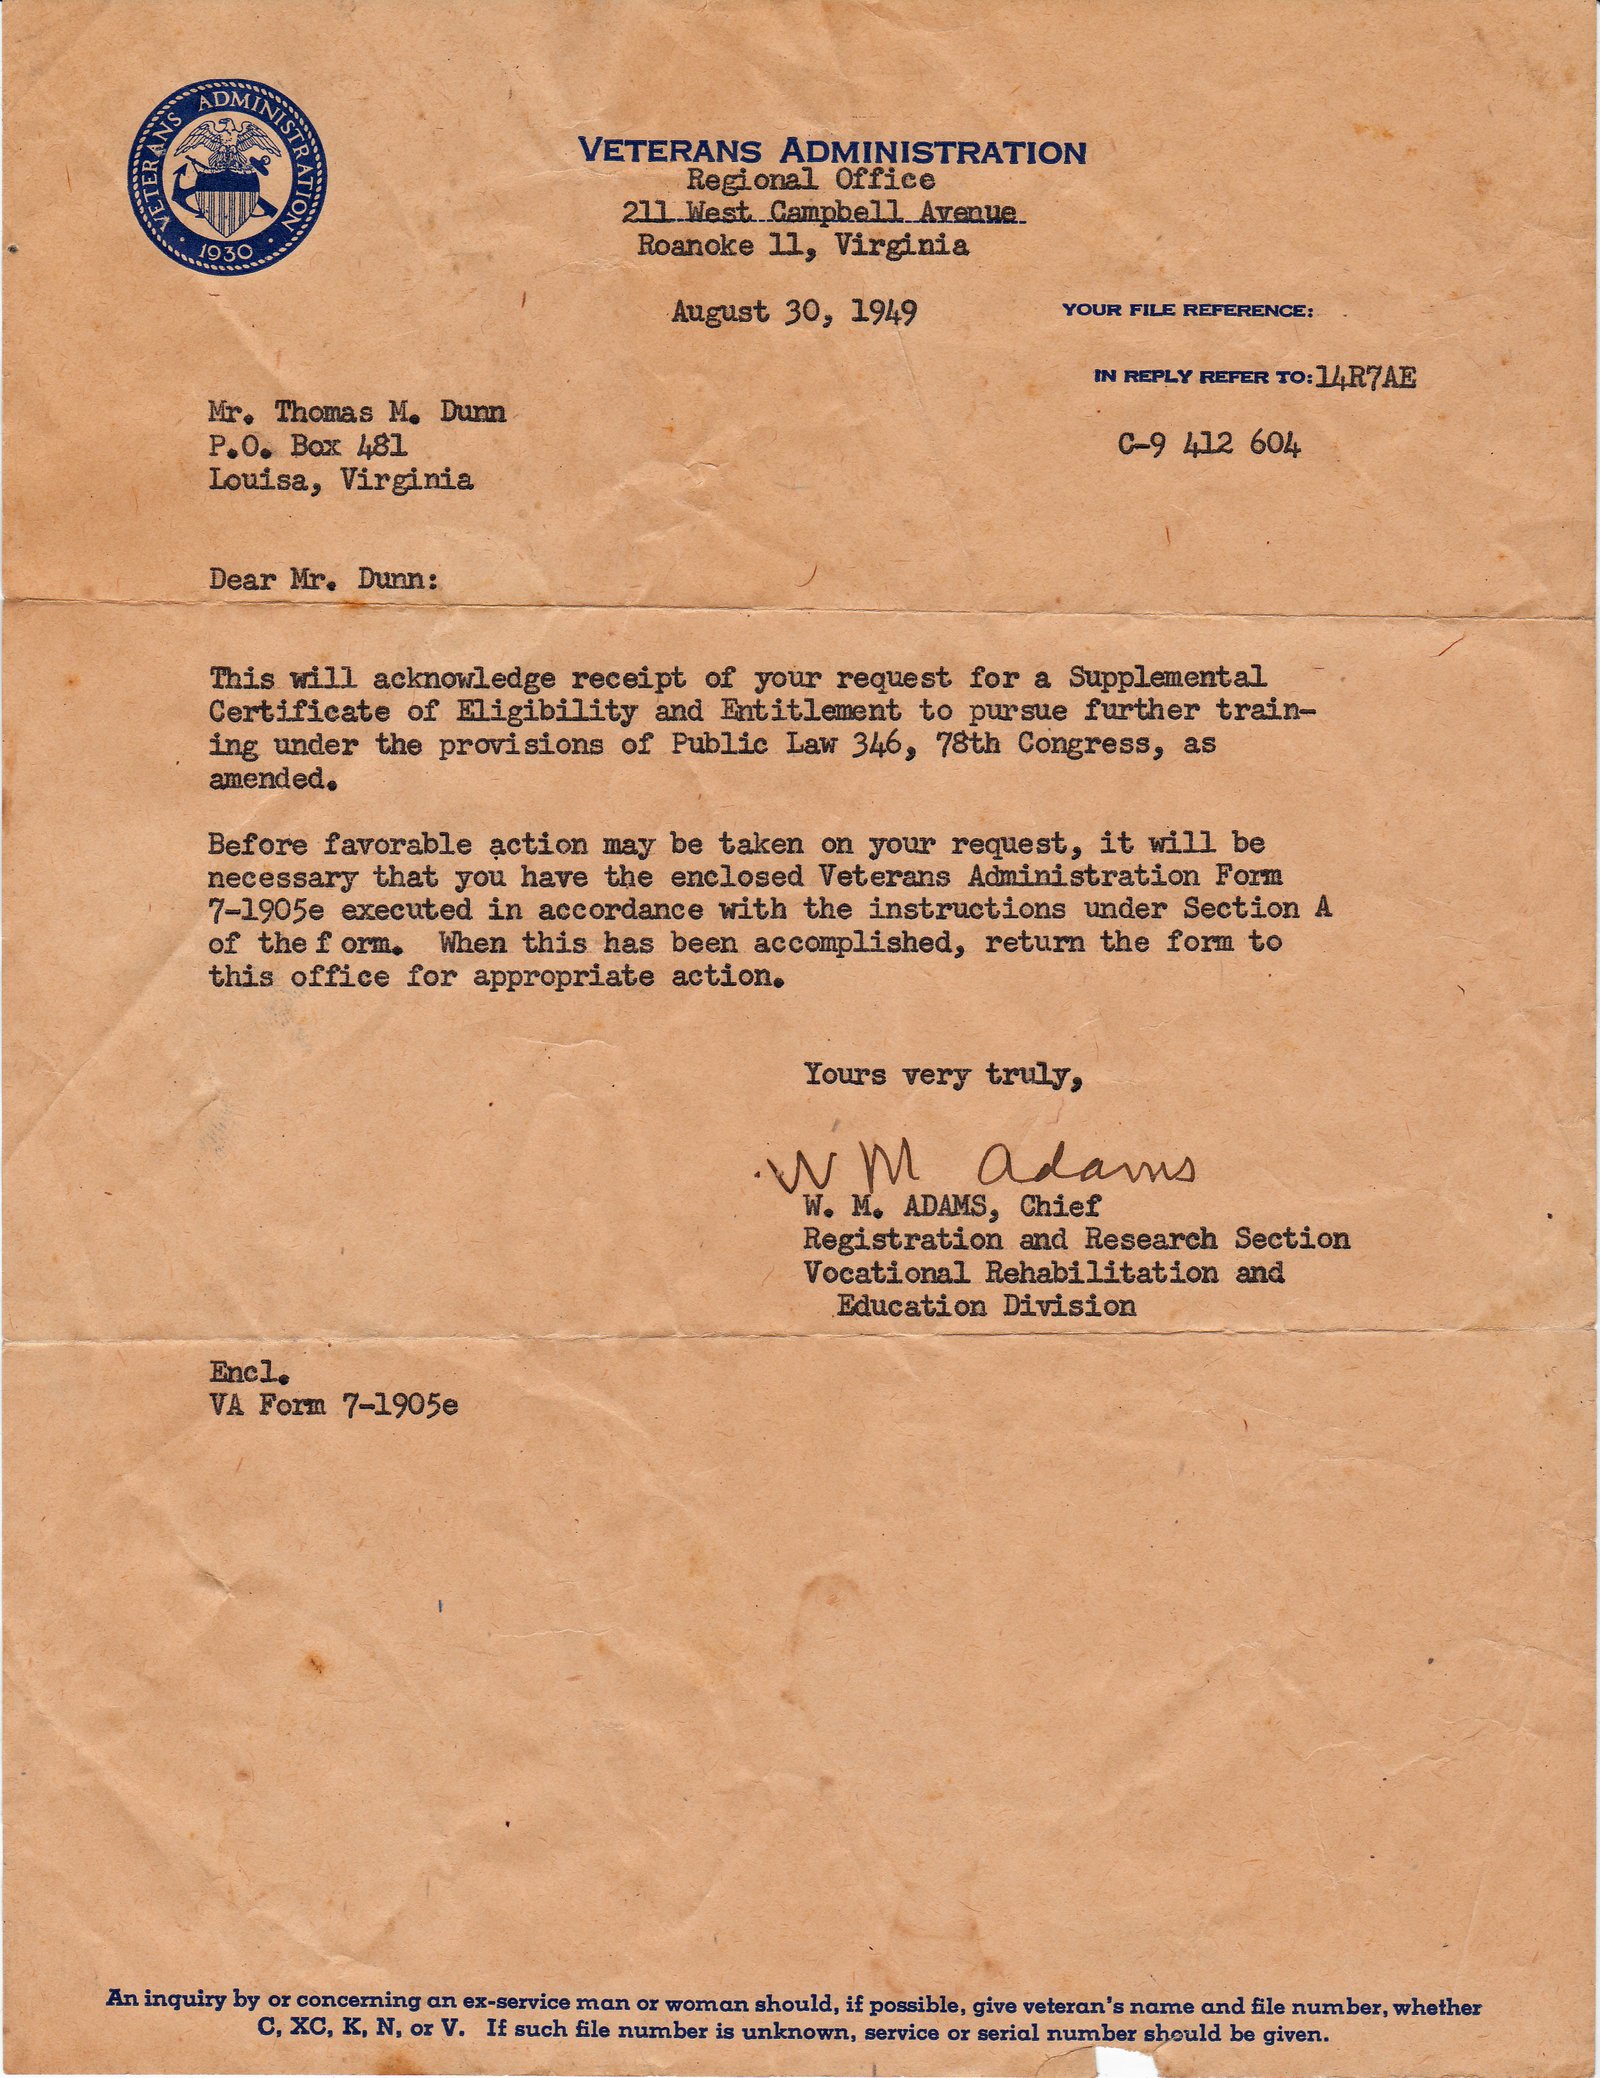 VETERANS ADMINISTRATION
1930
VETERANS ADMINISTRATION
Regional Office
211 West Campbell Avenue
Roanoke 11, Virginia
August 30, 1949
YOUR FILE REFERENCE:
IN REPLY REFER TO: 14R7AE
C-9 412 604
Mr. Thomas M. Dunn
P.O. Box 481
Louisa, Virginia
Dear Mr. Dunn:
This will acknowledge receipt of your request for a Supplemental
Certificate of Eligibility and Entitlement to pursue further train-
ing under the provisions of Public Law 346, 78th Congress, as
amended.
Before favorable action may be taken on your request, it will be
necessary that you have the enclosed Veterans Administration Form
7-1905e executed in accordance with the instructions under Section A
of the f orm. When this has been accomplished, return the form to
this office for appropriate action.
Yours very truly,
W M Adams
W. M. ADAMS, Chief
Registration and Research Section
Vocational Rehabilitation and
Education Division
Encl.
VA Form 7-1905e
An inquiry by or concerning an ex-service man or woman should, if possible, give veteran's name and file number, whether
C, XC, K, N, or V. If such file number is unknown, service or serial number should be given.